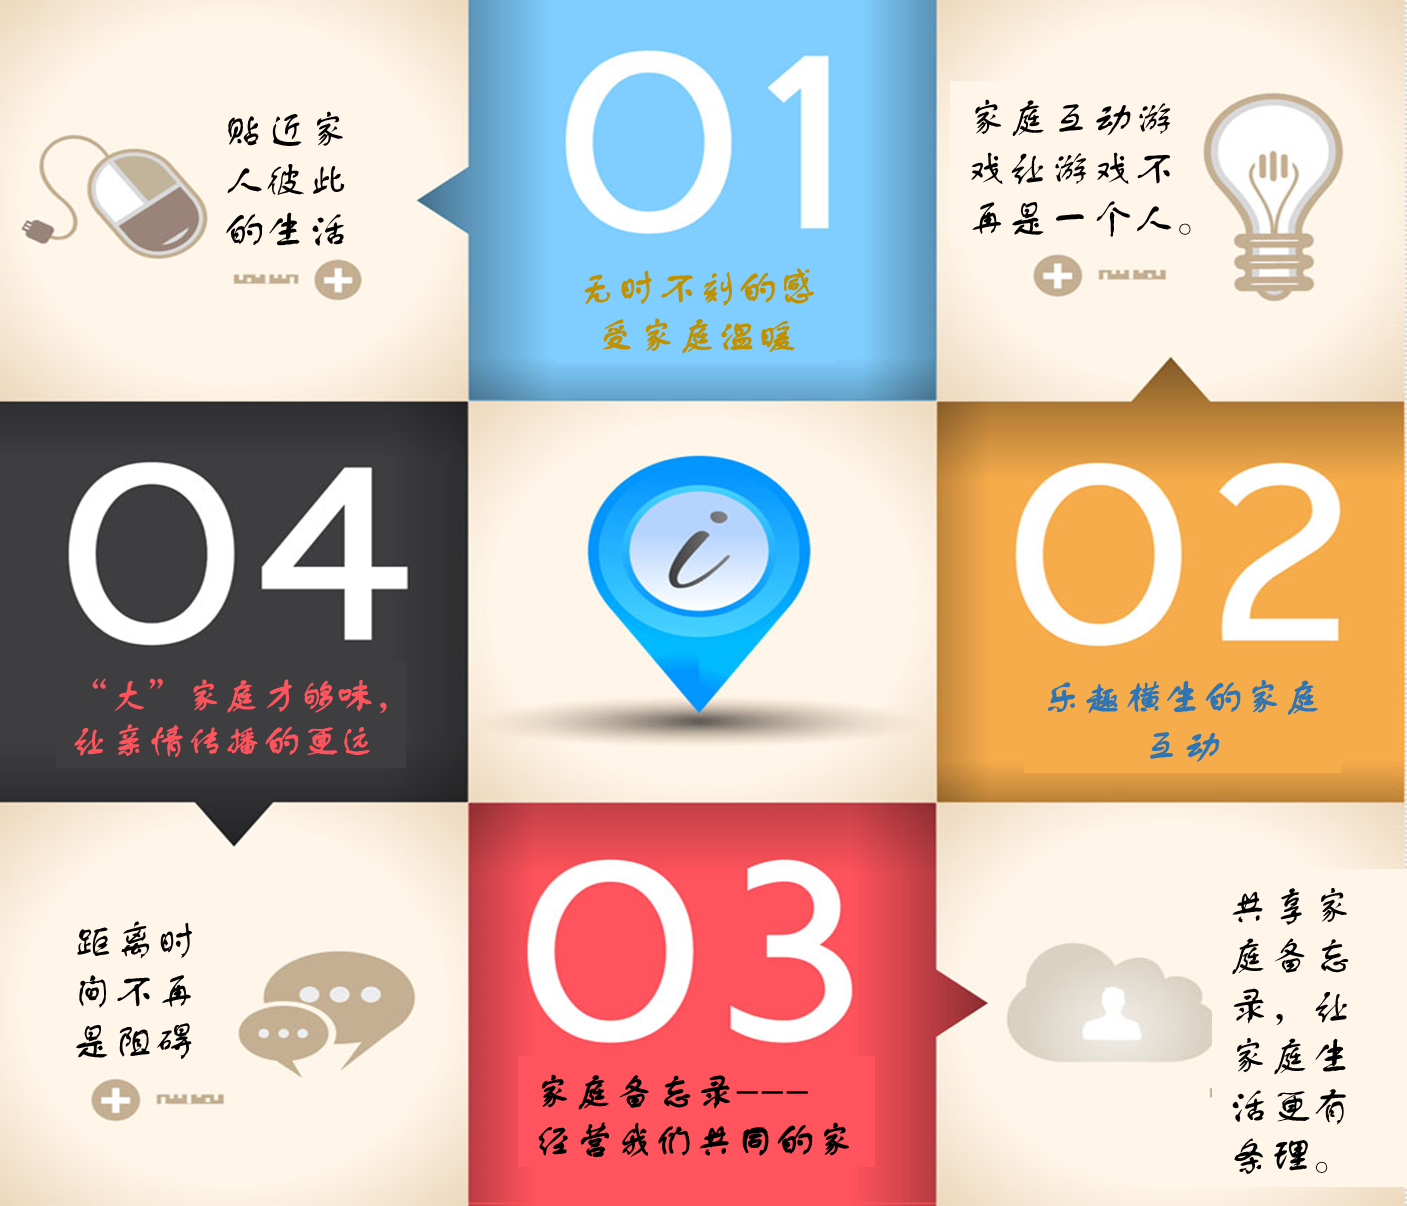 贴近家
人彼此
的生活
01
无时不刻的感
受家庭温暖
家庭互动游
戏让游戏不
再是一个人。
04
“大”家庭才够味，
让亲情传播的更远
i
02
乐趣横生的家庭
互动
距离时
间不再
是阻碍
03
家庭备忘录———
经营我们共同的家
共享家
庭备忘
录，让
家庭生
活更有
条理。